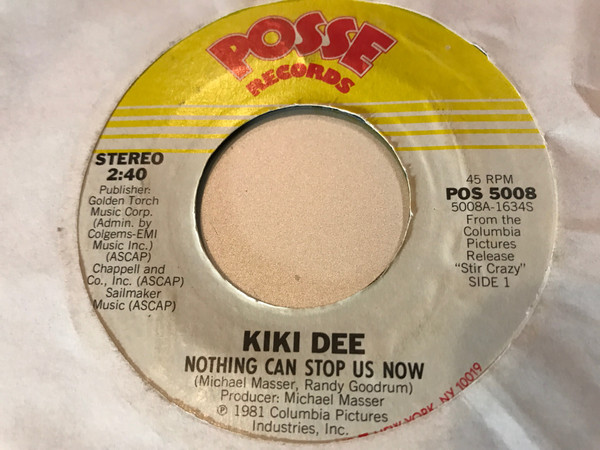 POSSE
RECORDS
STEREO
2:40
Publisher:
Golden Torch
Music Corp.
(Admin. by
Colgems-EMI
Music Inc.)
(ASCAP)
Chappell and
Co., Inc. (ASCAP)
Sailmaker
Music (ASCAP)
45 RPM
POS 5008
5008A-1634S
From the
Columbia
Pictures
Release
"Stir Crazy"
SIDE 1
KIKI DEE
NOTHING CAN STOP US NOW
(Michael Masser, Randy Goodrum)
Producer: Michael Masser
℗ 1981 Columbia Pictures
Industries, Inc.
NEW YORK, NY 10019